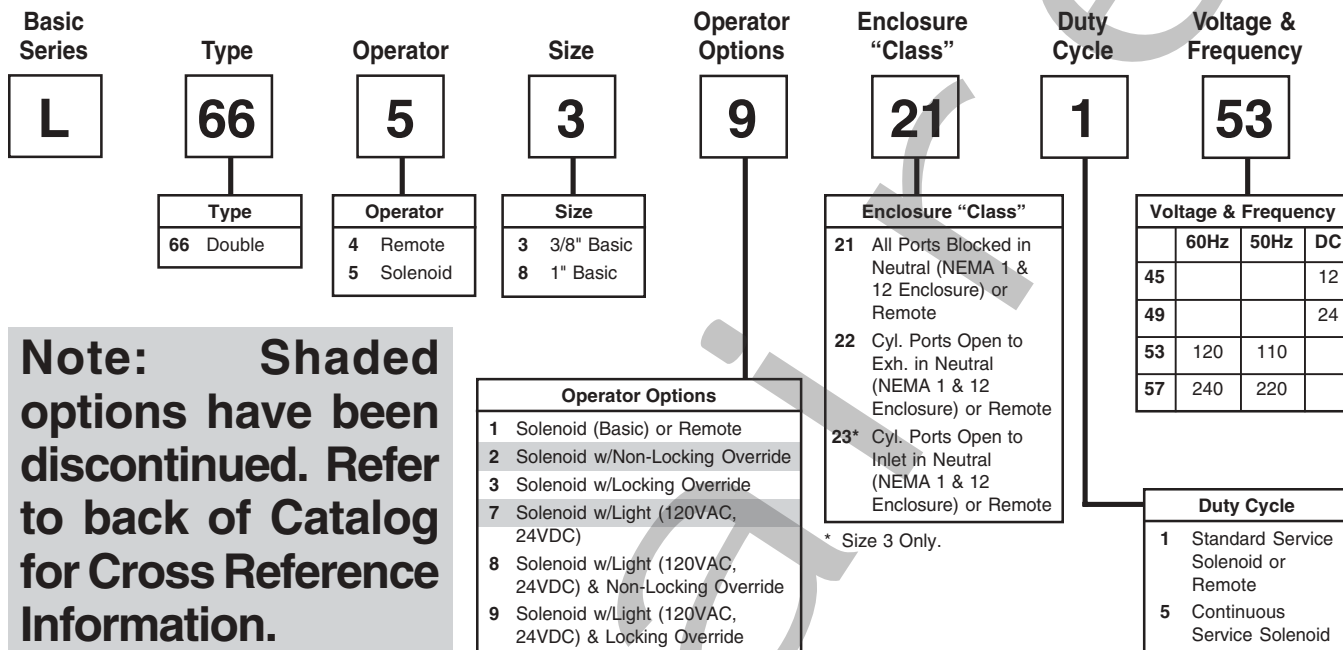 Basic Series
Type
Operator
Size
Operator Options
Enclosure “Class”
Duty Cycle
Voltage & Frequency
L
66
5
3
9
21
1
53
Type
66 Double
Operator
4 Remote
5 Solenoid
Size
3 3/8" Basic
8 1" Basic
Enclosure “Class”
21 All Ports Blocked in
Neutral (NEMA 1 &
12 Enclosure) or
Remote
22 Cyl. Ports Open to
Exh. in Neutral
(NEMA 1 & 12
Enclosure) or Remote
23* Cyl. Ports Open to
Inlet in Neutral
(NEMA 1 & 12
Enclosure) or Remote
* Size 3 Only.
Voltage & Frequency
60Hz 50Hz DC
45 12
49 24
53 120 110
57 240 220
Note: Shaded
options have been
discontinued. Refer
to back of Catalog
for Cross Reference
Information.
Operator Options
1 Solenoid (Basic) or Remote
2 Solenoid w/Non-Locking Override
3 Solenoid w/Locking Override
7 Solenoid w/Light (120VAC,
24VDC)
8 Solenoid w/Light (120VAC,
24VDC) & Non-Locking Override
9 Solenoid w/Light (120VAC,
24VDC) & Locking Override
Duty Cycle
1 Standard Service
Solenoid or
Remote
5 Continuous
Service Solenoid